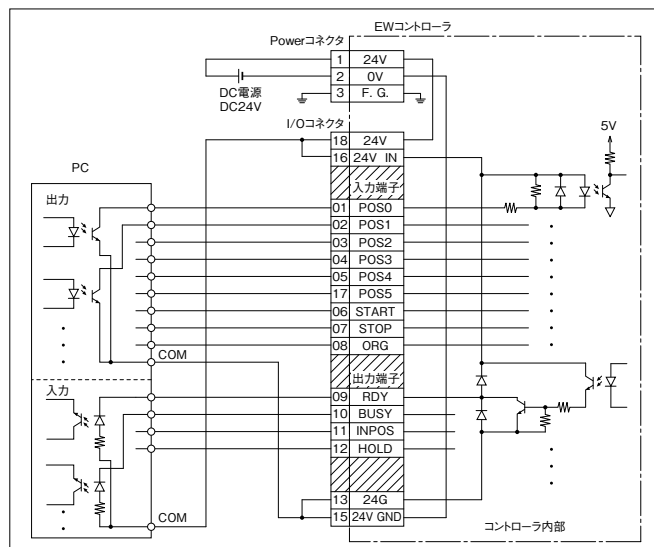 EWコントローラ
Powerコネクタ
1 24V
2 0V
3 F. G.
DC電源
DC24V
I/Oコネクタ
18 24V
16 24V IN
5V
PC
入力端子
出力
01 POS0
02 POS1
03 POS2
04 POS3
05 POS4
17 POS5
06 START
07 STOP
08 ORG
COM
出力端子
入力
09 RDY
10 BUSY
11 INPOS
12 HOLD
13 24G
COM
15 24V GND
コントローラ内部